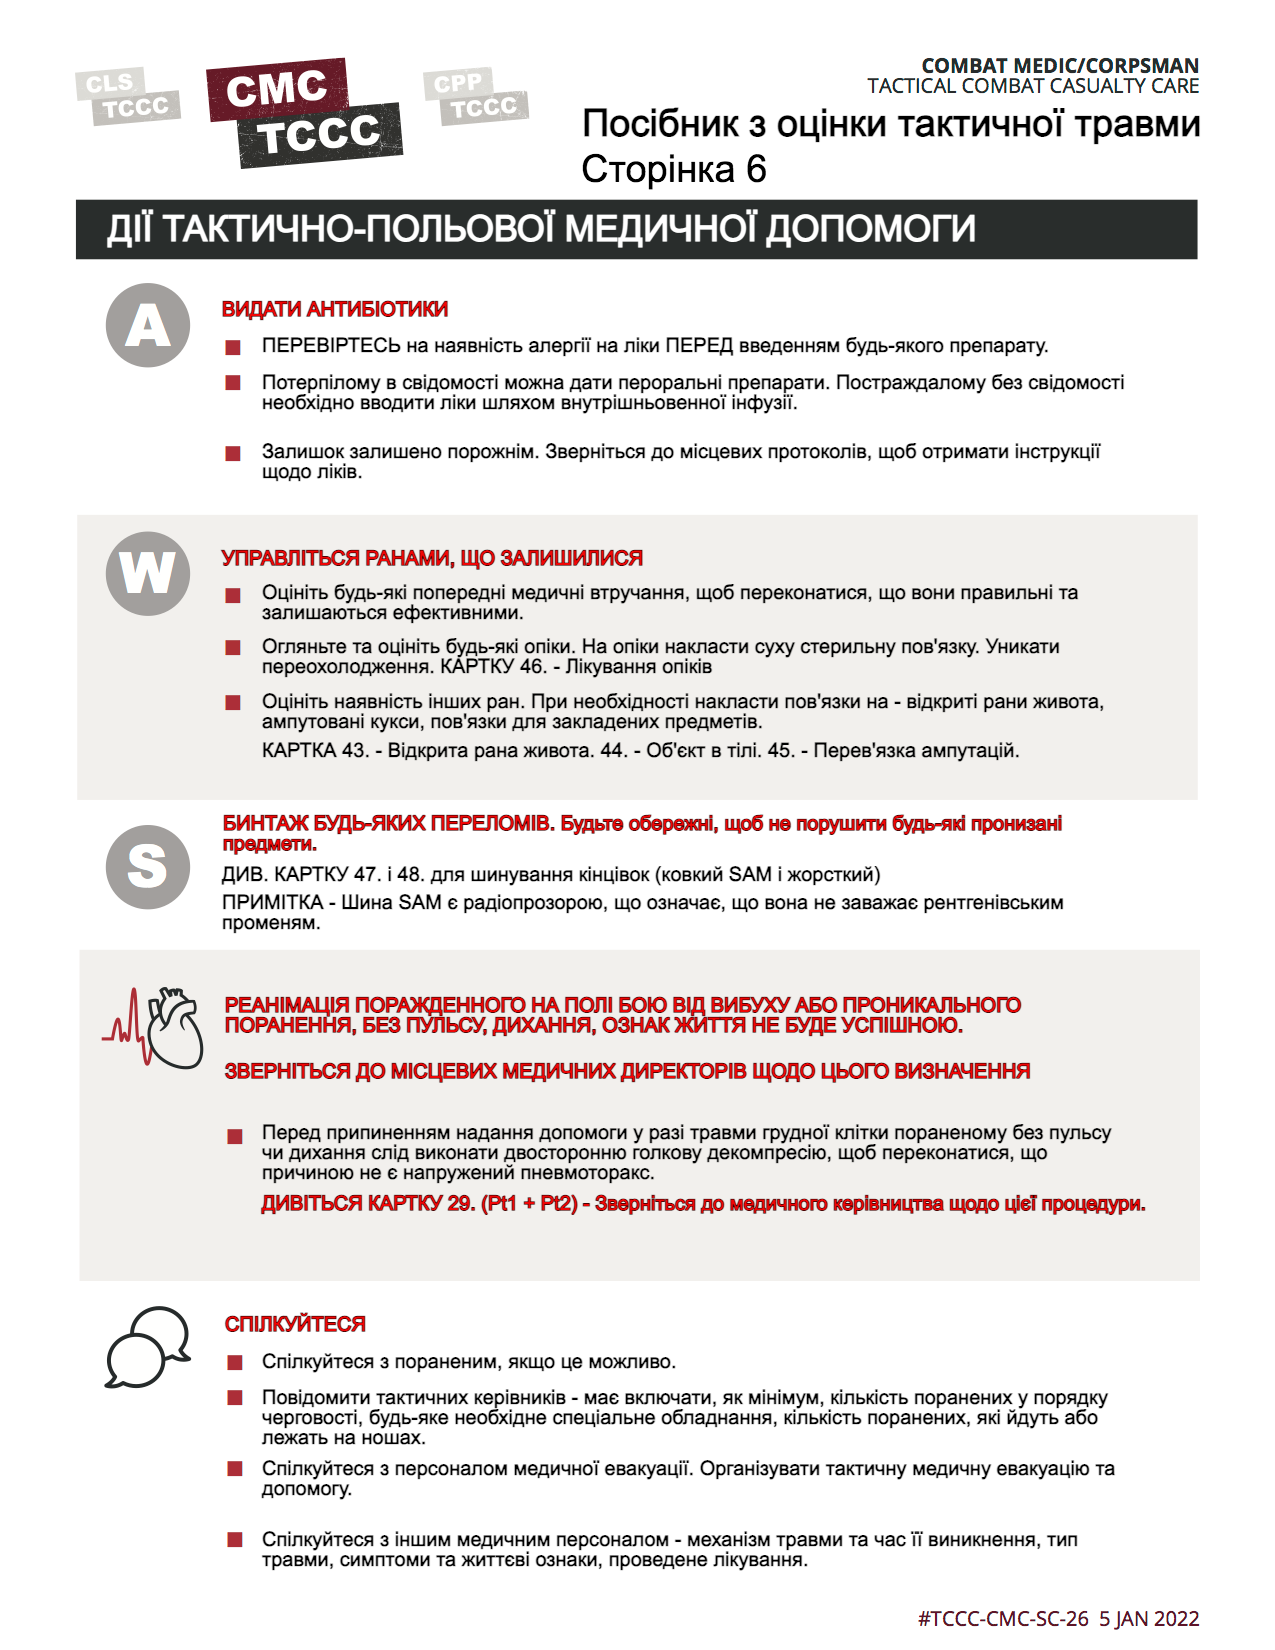 CLS
TCCC
CMC
TCCC
CPP
TCCC
COMBAT MEDIC/CORPSMAN
TACTICAL COMBAT CASUALTY CARE
Посібник з оцінки тактичної травми
Сторінка 6
ДІЇ ТАКТИЧНО-ПОЛЬОВОЇ МЕДИЧНОЇ ДОПОМОГИ
A
ВИДАТИ АНТИБІОТИКИ
ПЕРЕВІРТЕСЬ на наявність алергії на ліки ПЕРЕД введенням будь-якого препарату.
Потерпілому в свідомості можна дати пероральні препарати. Постраждалому без свідомості
необхідно вводити ліки шляхом внутрішньовенної інфузії.
Залишок залишено порожнім. Зверніться до місцевих протоколів, щоб отримати інструкції
щодо ліків.
W
УПРАВЛІТЬСЯ РАНАМИ, ЩО ЗАЛИШИЛИСЯ
Оцініть будь-які попередні медичні втручання, щоб переконатися, що вони правильні та
залишаються ефективними.
Огляньте та оцініть будь-які опіки. На опіки накласти суху стерильну пов'язку. Уникати
переохолодження. КАРТКУ 46. - Лікування опіків
Оцініть наявність інших ран. При необхідності накласти пов'язки на - відкриті рани живота,
ампутовані кукси, пов'язки для закладених предметів.
КАРТКА 43. - Відкрита рана живота. 44. - Об'єкт в тілі. 45. - Перев'язка ампутацій.
S
БИНТАЖ БУДЬ-ЯКИХ ПЕРЕЛОМІВ. Будьте обережні, щоб не порушити будь-які пронизані
предмети.
ДИВ. КАРТКУ 47. і 48. для шинування кінцівок (ковкий SAM і жорсткий)
ПРИМІТКА - Шина SAM є радіопрозорою, що означає, що вона не заважає рентгенівським
променям.
РЕАНІМАЦІЯ ПОРАЖДЕННОГО НА ПОЛІ БОЮ ВІД ВИБУХУ АБО ПРОНИКАЛЬНОГО
ПОРАНЕННЯ, БЕЗ ПУЛЬСУ, ДИХАННЯ, ОЗНАК ЖИТТЯ НЕ БУДЕ УСПІШНОЮ.
ЗВЕРНІТЬСЯ ДО МІСЦЕВИХ МЕДИЧНИХ ДИРЕКТОРІВ ЩОДО ЦЬОГО ВИЗНАЧЕННЯ
Перед припиненням надання допомоги у разі травми грудної клітки пораненому без пульсу
чи дихання слід виконати двосторонню голкову декомпресію, щоб переконатися, що
причиною не є напружений пневмоторакс.
ДИВІТЬСЯ КАРТКУ 29. (Pt1 + Pt2) - Зверніться до медичного керівництва щодо цієї процедури.
СПІЛКУЙТЕСЯ
Спілкуйтеся з пораненим, якщо це можливо.
Повідомити тактичних керівників - має включати, як мінімум, кількість поранених у порядку
черговості, будь-яке необхідне спеціальне обладнання, кількість поранених, які йдуть або
лежать на ношах.
Спілкуйтеся з персоналом медичної евакуації. Організувати тактичну медичну евакуацію та
допомогу.
Спілкуйтеся з іншим медичним персоналом - механізм травми та час її виникнення, тип
травми, симптоми та життєві ознаки, проведене лікування.
#TCCC-CMC-SC-26 5 JAN 2022